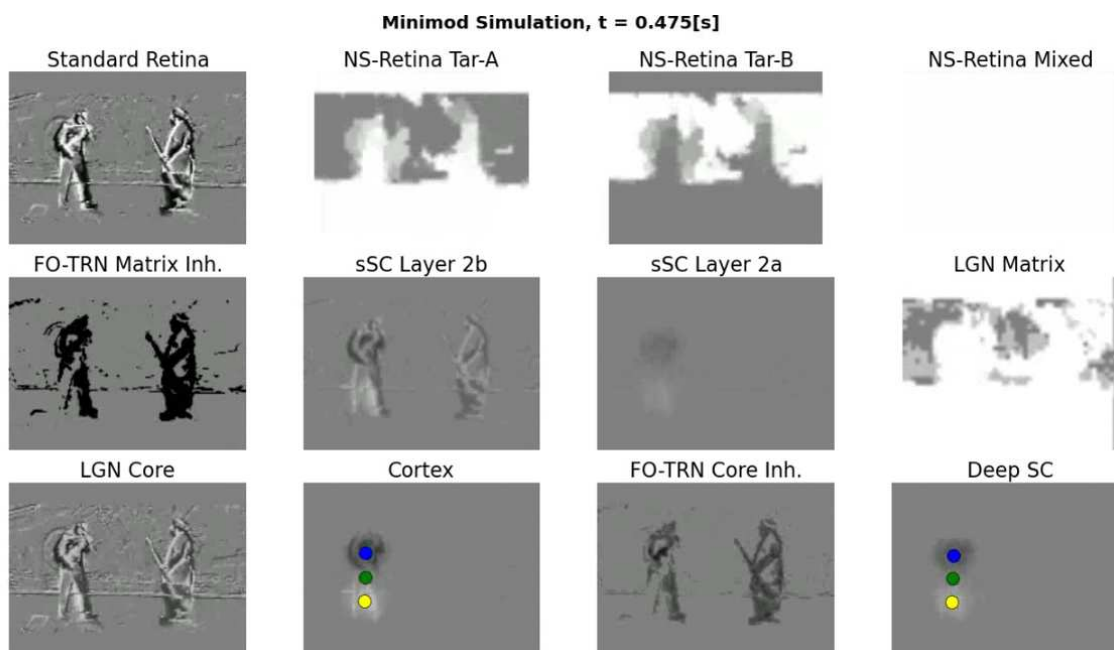 Minimod Simulation, t = 0.475[s]
Standard Retina
NS-Retina Tar-A
NS-Retina Tar-B
NS-Retina Mixed
FO-TRN Matrix Inh.
sSC Layer 2b
sSC Layer 2a
LGN Matrix
LGN Core
Cortex
FO-TRN Core Inh.
Deep SC